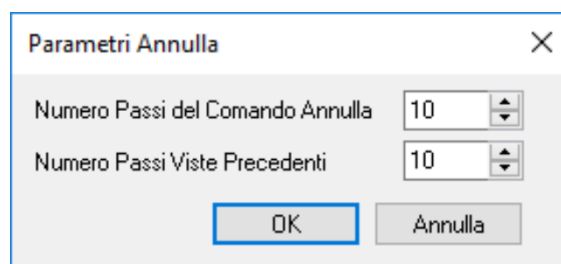 Parametri Annulla
Numero Passi del Comando Annulla 10
Numero Passi Viste Precedenti 10
OK Annulla